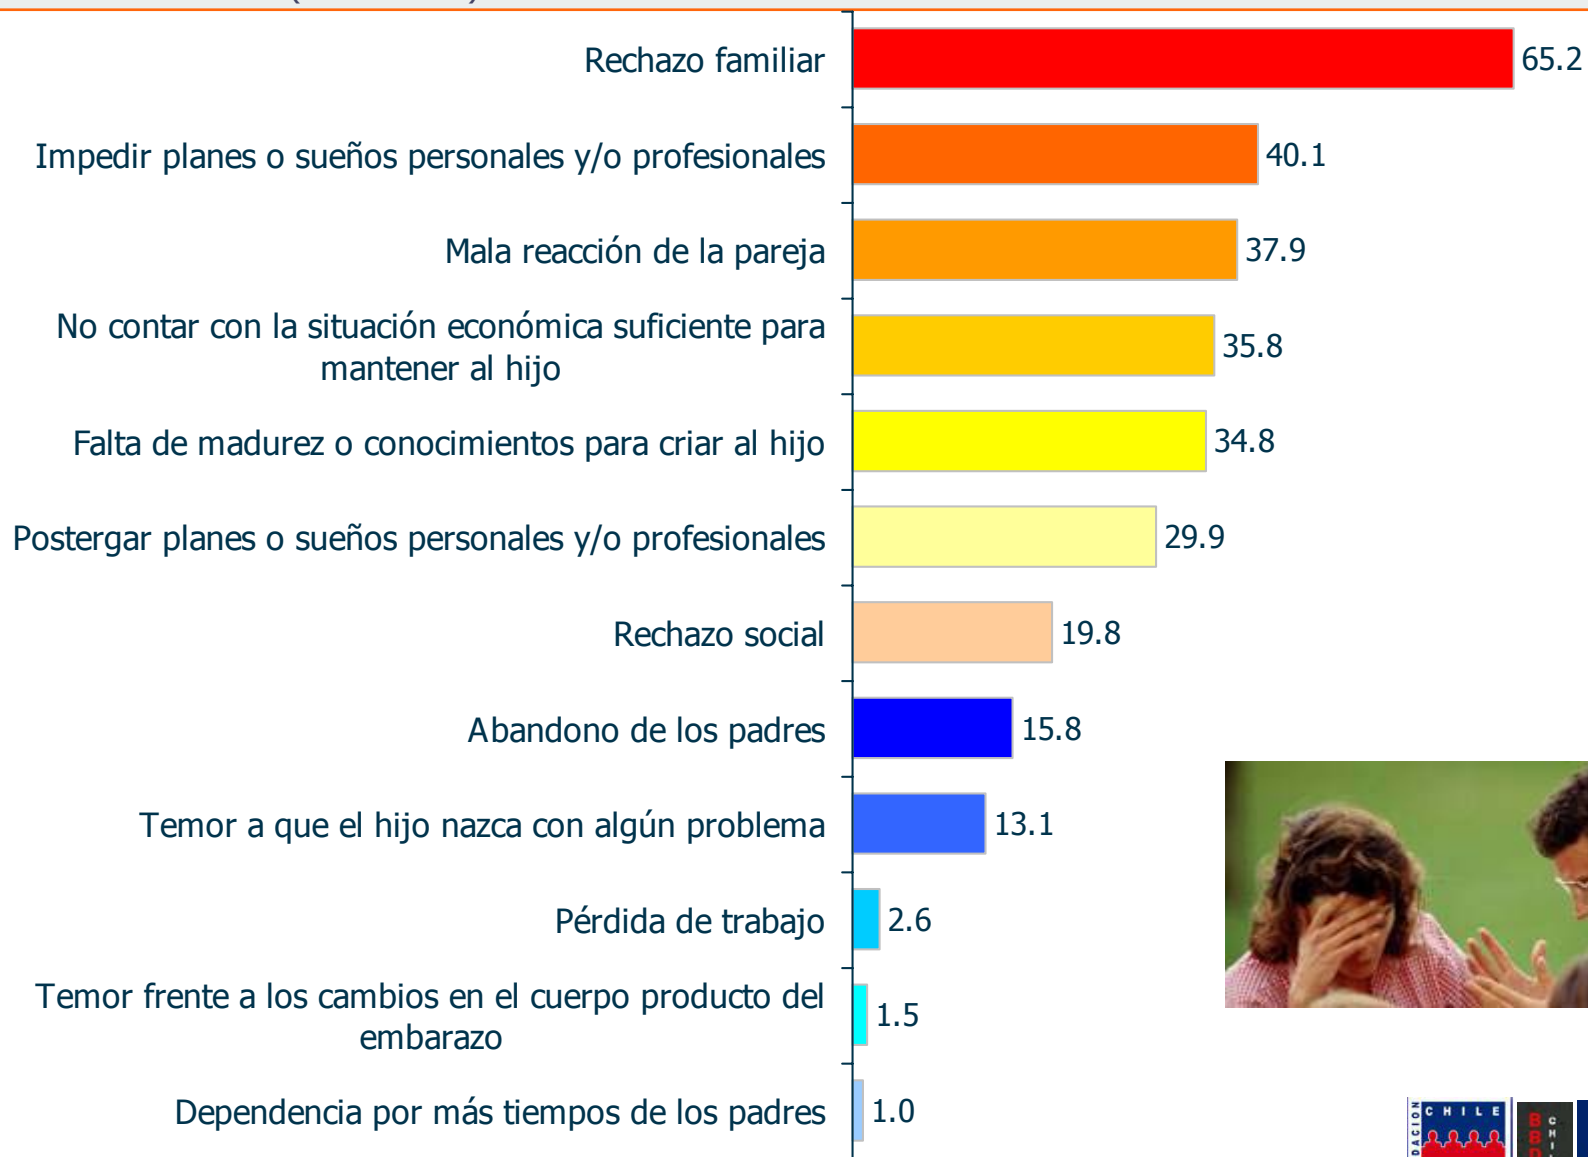 Rechazo familiar 65.2
Impedir planes o sueños personales y/o profesionales 40.1
Mala reacción de la pareja 37.9
No contar con la situación económica suficiente para
mantener al hijo 35.8
Falta de madurez o conocimientos para criar al hijo 34.8
Postergar planes o sueños personales y/o profesionales 29.9
Rechazo social 19.8
Abandono de los padres 15.8
Temor a que el hijo nazca con algún problema 13.1
Pérdida de trabajo 2.6
Temor frente a los cambios en el cuerpo producto del
embarazo 1.5
Dependencia por más tiempos de los padres 1.0
CHILE